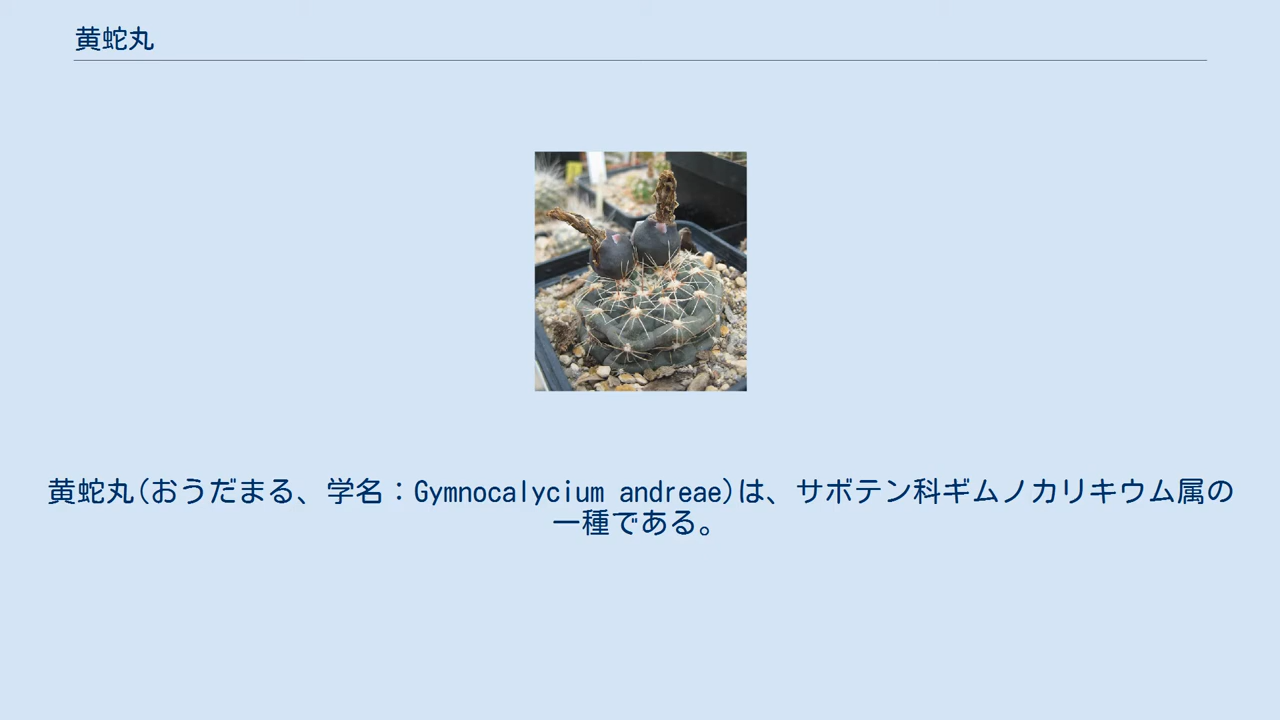 黄蛇丸
黄蛇丸(おうだまる、学名：Gymnocalycium andreae)は、サボテン科ギムノカリキウム属の
一種である。